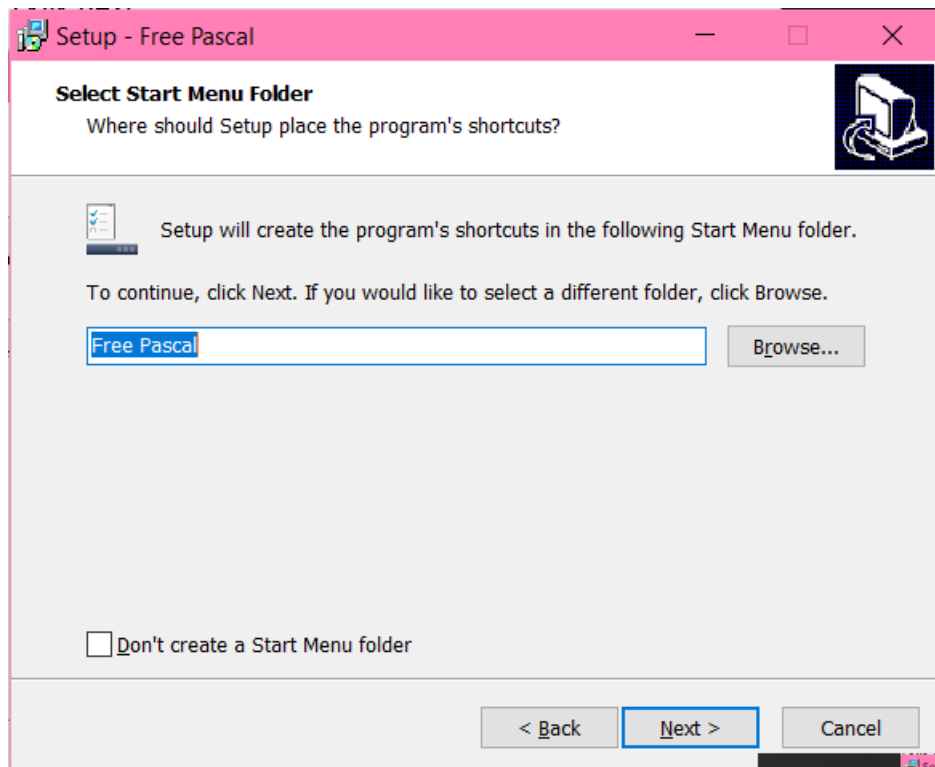 Setup - Free Pascal
Select Start Menu Folder
Where should Setup place the program's shortcuts?
Setup will create the program's shortcuts in the following Start Menu folder.
To continue, click Next. If you would like to select a different folder, click Browse.
Free Pascal
Browse...
Don't create a Start Menu folder
< Back
Next >
Cancel